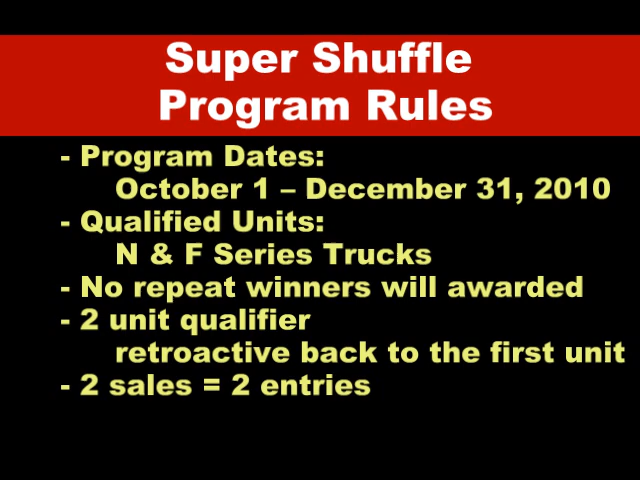 Super Shuffle
Program Rules
- Program Dates:
October 1 – December 31, 2010
- Qualified Units:
N & F Series Trucks
- No repeat winners will awarded
- 2 unit qualifier
retroactive back to the first unit
- 2 sales = 2 entries